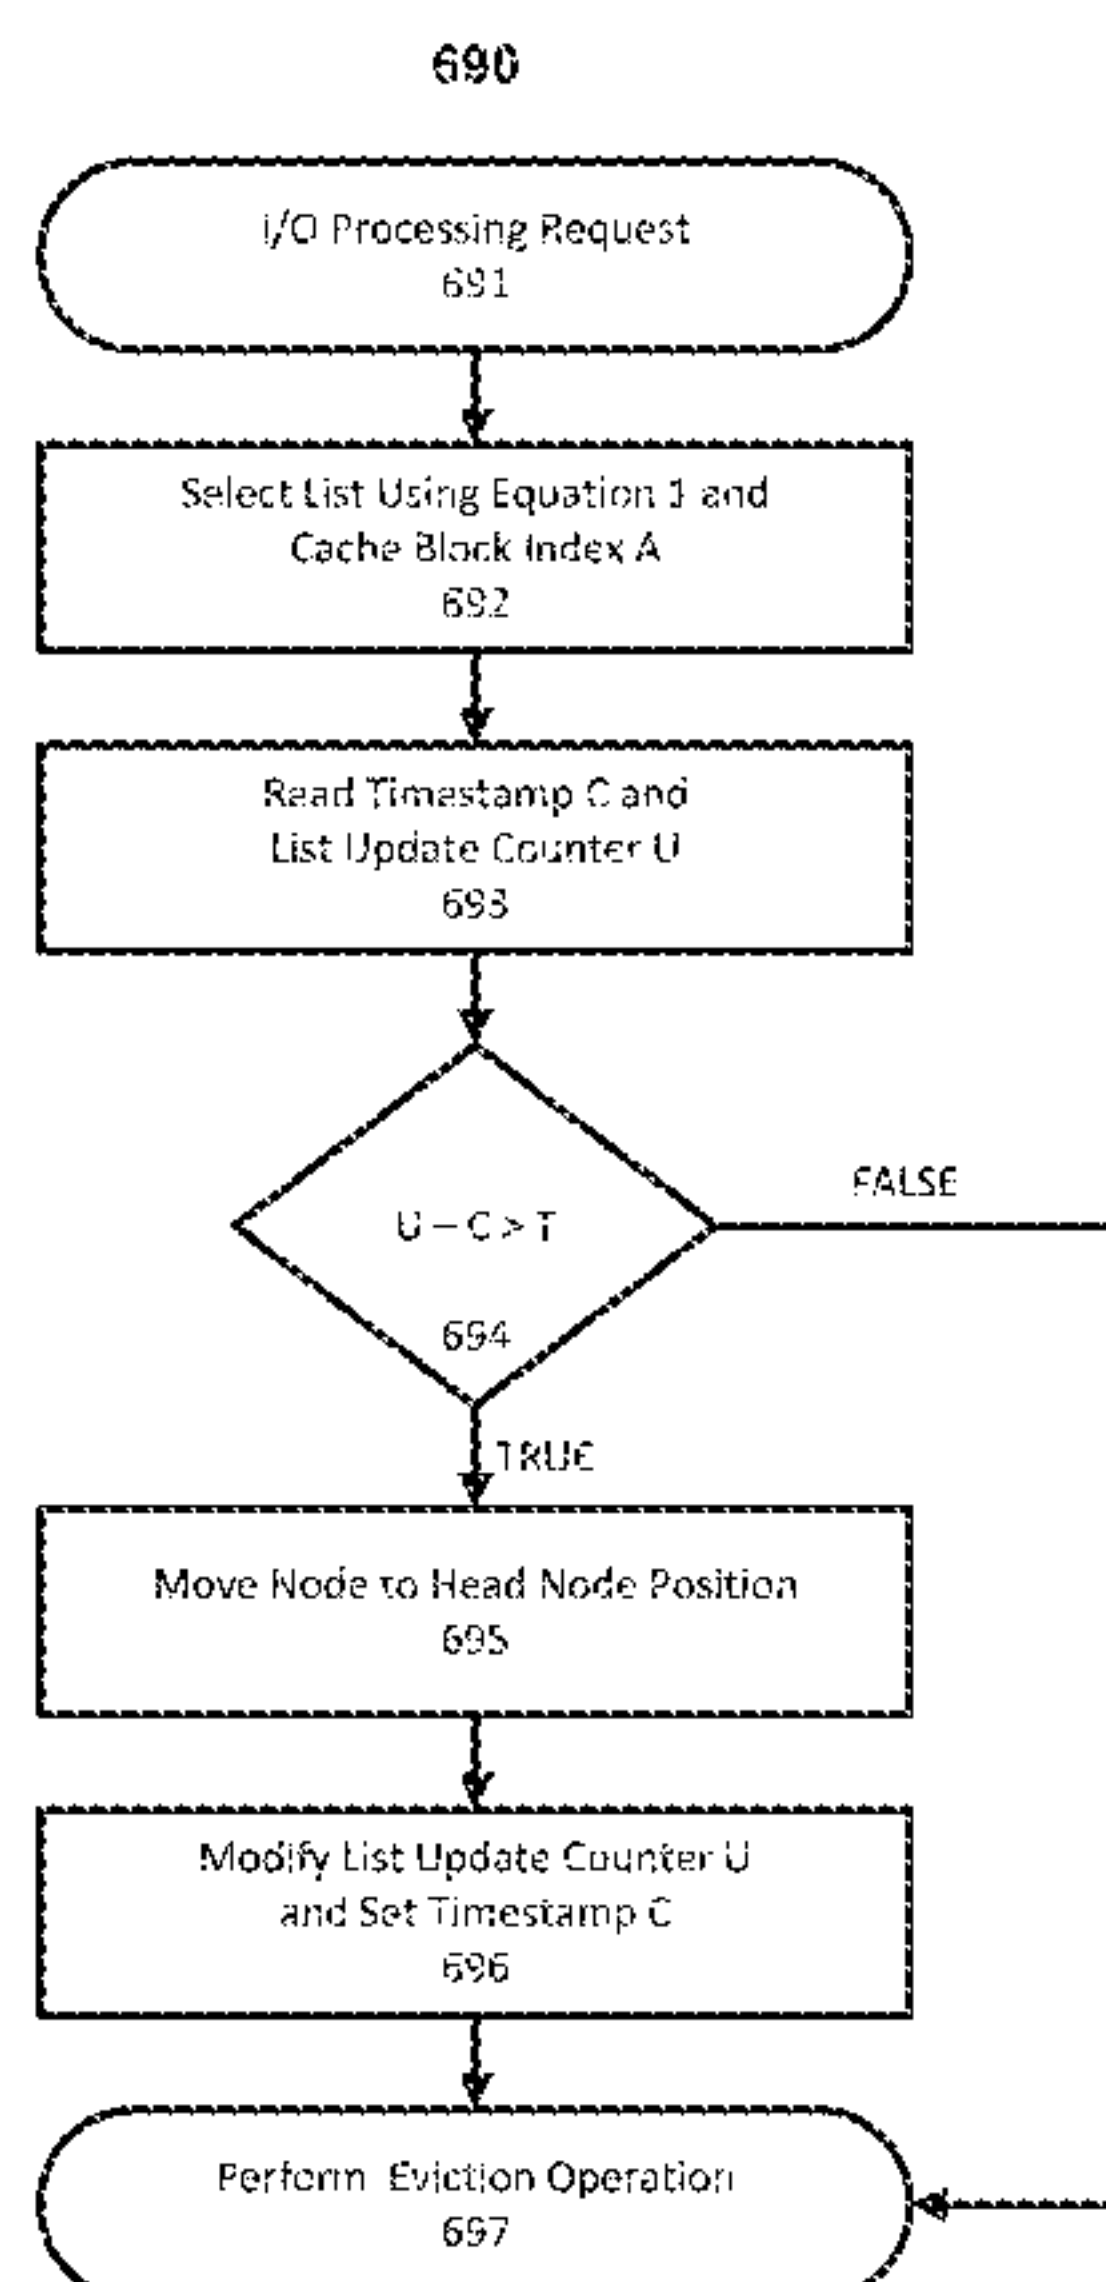 690
I/O Processing Request
691
Select List Using Equation 1 and
Cache Block Index A
692
Read Timestamp C and
List Update Counter U
693
FALSE
U – C > T
694
TRUE
Move Node to Head Node Position
695
Modify List Update Counter U
and Set Timestamp C
696
Perform Eviction Operation
697